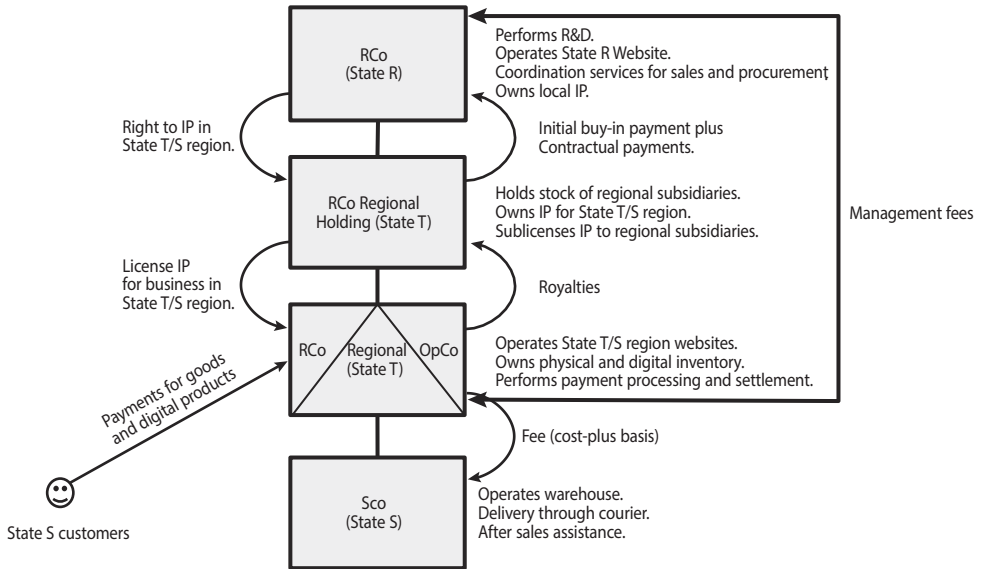 RCo
(State R)
Performs R&D.
Operates State R Website.
Coordination services for sales and procurement,
Owns local IP.
Right to IP in
State T/S region.
Initial buy-in payment plus
Contractual payments.
RCo Regional
Holding (State T)
Holds stock of regional subsidiaries.
Owns IP for State T/S region.
Sublicenses IP to regional subsidiaries.
Management fees
License IP
for business in
State T/S region.
Royalties
RCo
Regional
(State T)
OpCo
Operates State T/S region websites.
Owns physical and digital inventory.
Performs payment processing and settlement.
Payments for goods
and digital products
Fee (cost-plus basis)
Sco
(State S)
Operates warehouse.
Delivery through courier.
After sales assistance.
State S customers